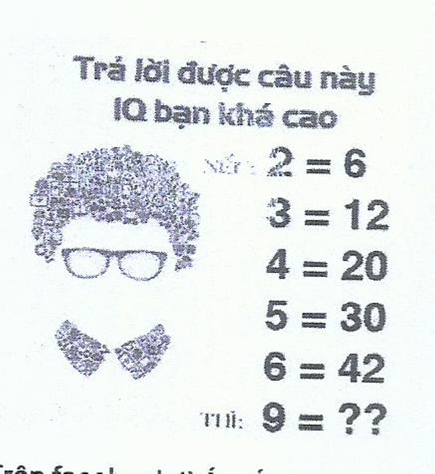 Trả lời được câu này
IQ bạn khá cao
NẾU: 2 = 6
3 = 12
4 = 20
5 = 30
6 = 42
THÌ: 9 = ??